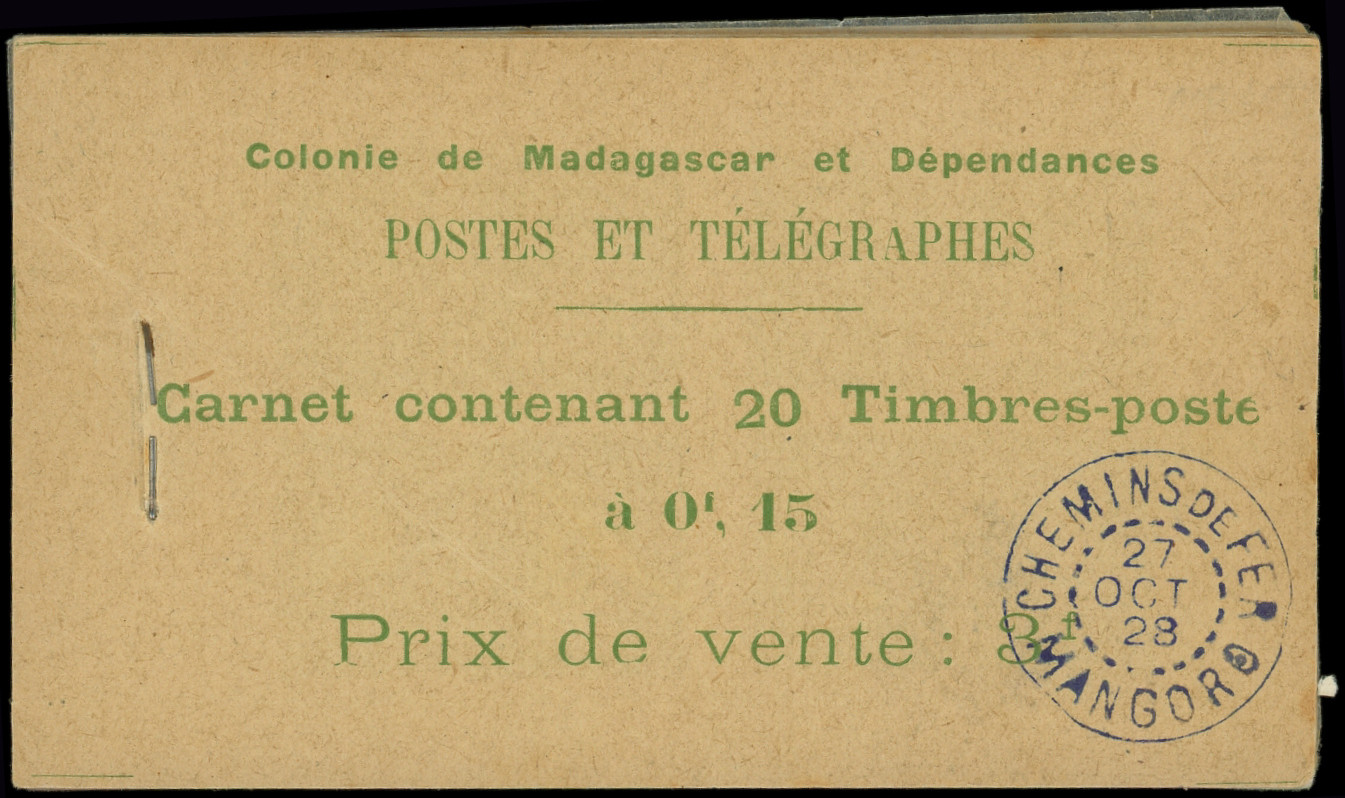 Colonie de Madagascar et Dépendances
POSTES ET TÉLÉGRAPHES
Carnet contenant 20 Timbres-poste
à 0f, 15
Prix de vente : 3f
CHEMINS DE FER
27
OCT
28
MANGORO